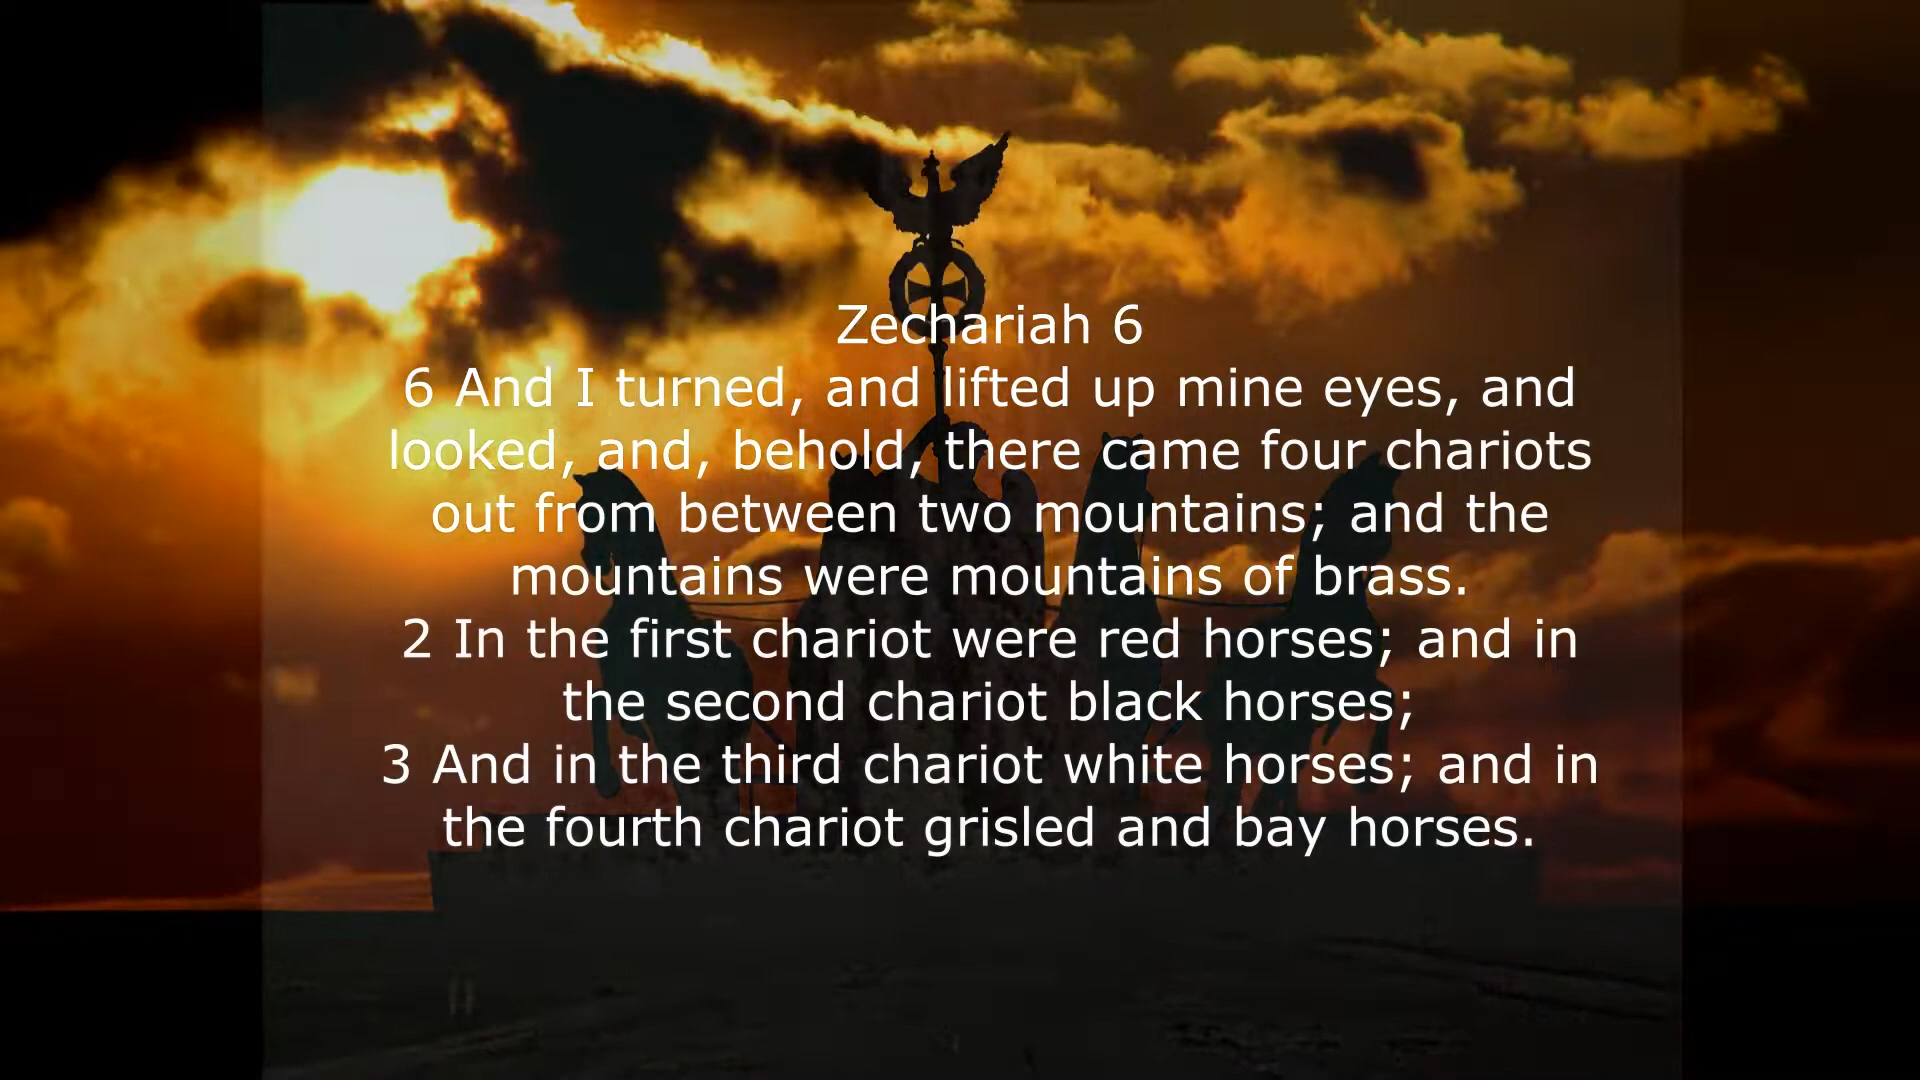 Zechariah 6
6 And I turned, and lifted up mine eyes, and
looked, and, behold, there came four chariots
out from between two mountains; and the
mountains were mountains of brass.
2 In the first chariot were red horses; and in
the second chariot black horses;
3 And in the third chariot white horses; and in
the fourth chariot grisled and bay horses.